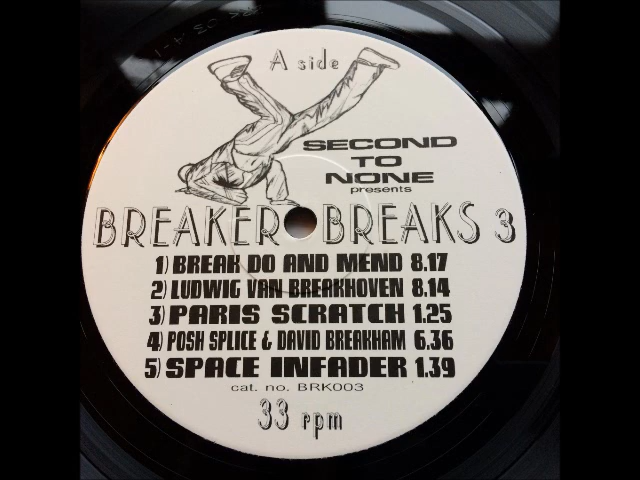 A side
SECOND
TO
NONE
presents
BREAKER BREAKS 3
1) BREAK DO AND MEND 8.17
2) LUDWIG VAN BREAKHOVEN 8.14
3) PARIS SCRATCH 1.25
4) POSH SPLICE & DAVID BREAKHAM 6.36
5) SPACE INFADER 1.39
cat. no. BRK003
33 rpm